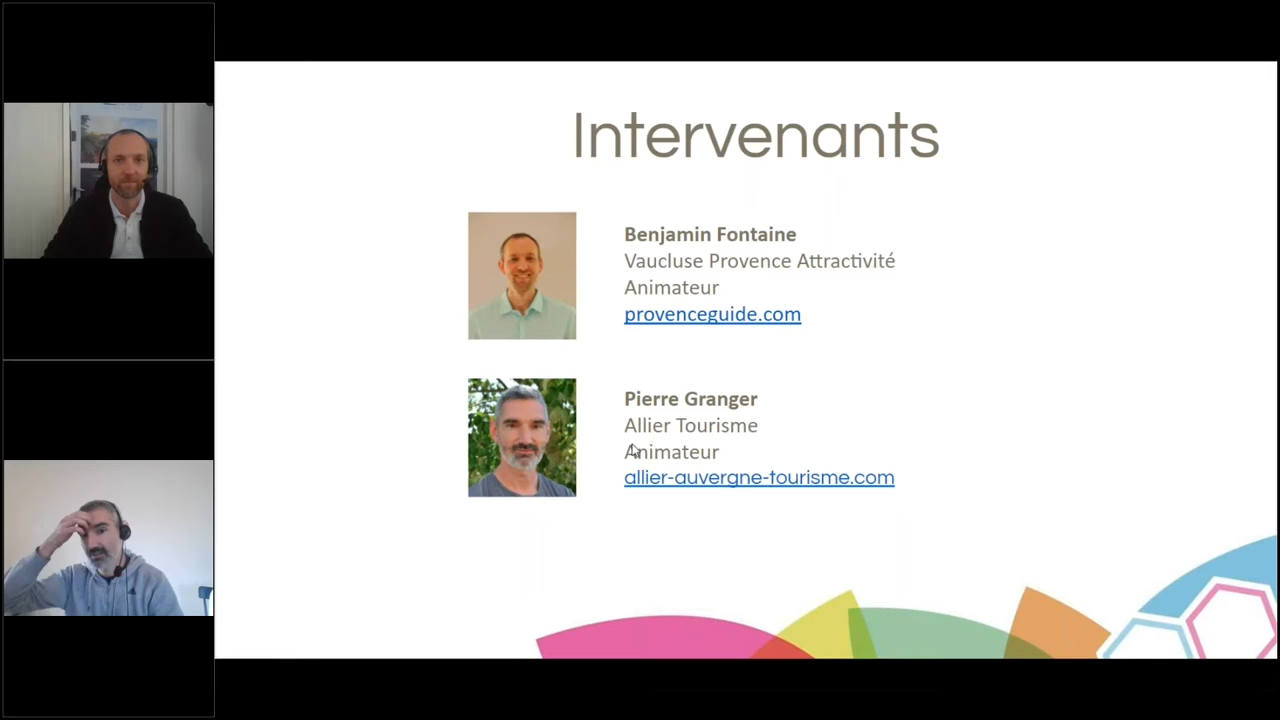 Intervenants
Benjamin Fontaine
Vaucluse Provence Attractivité
Animateur
provenceguide.com
Pierre Granger
Allier Tourisme
Animateur
allier-auvergne-tourisme.com